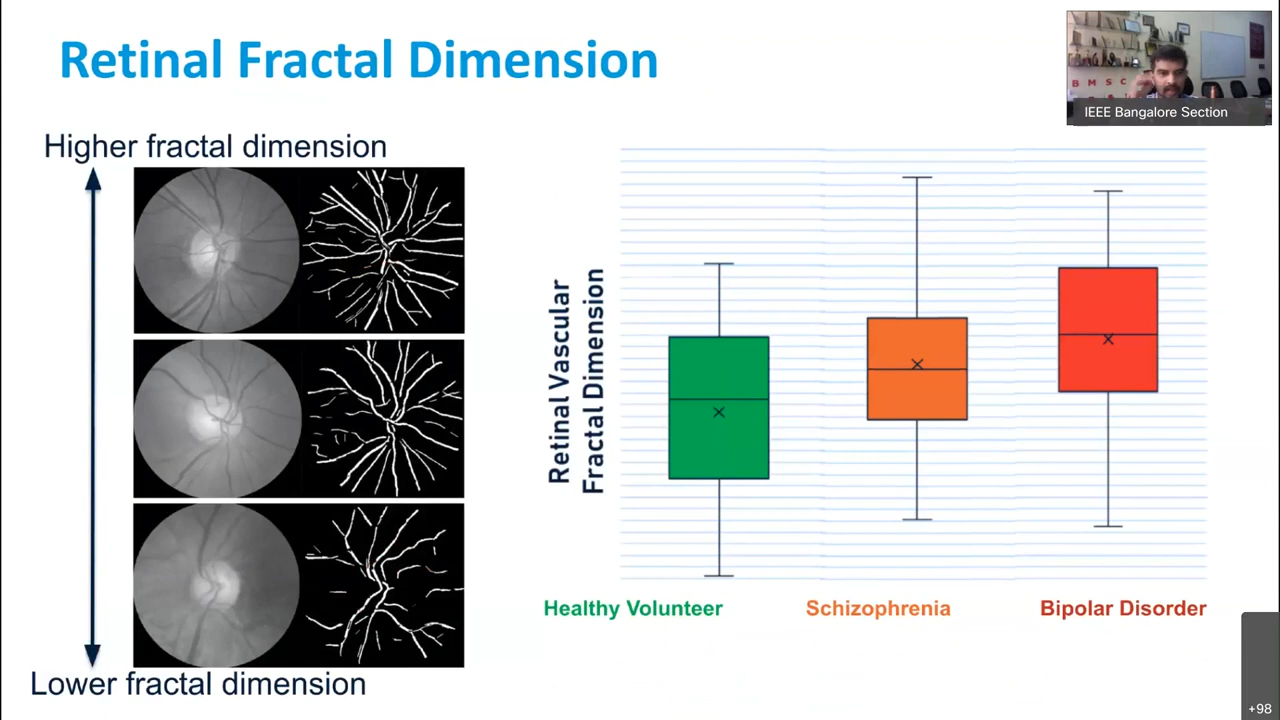 Retinal Fractal Dimension
IEEE Bangalore Section
B M S C
Higher fractal dimension
Lower fractal dimension
Retinal Vascular
Fractal Dimension
Healthy Volunteer
Schizophrenia
Bipolar Disorder
+98